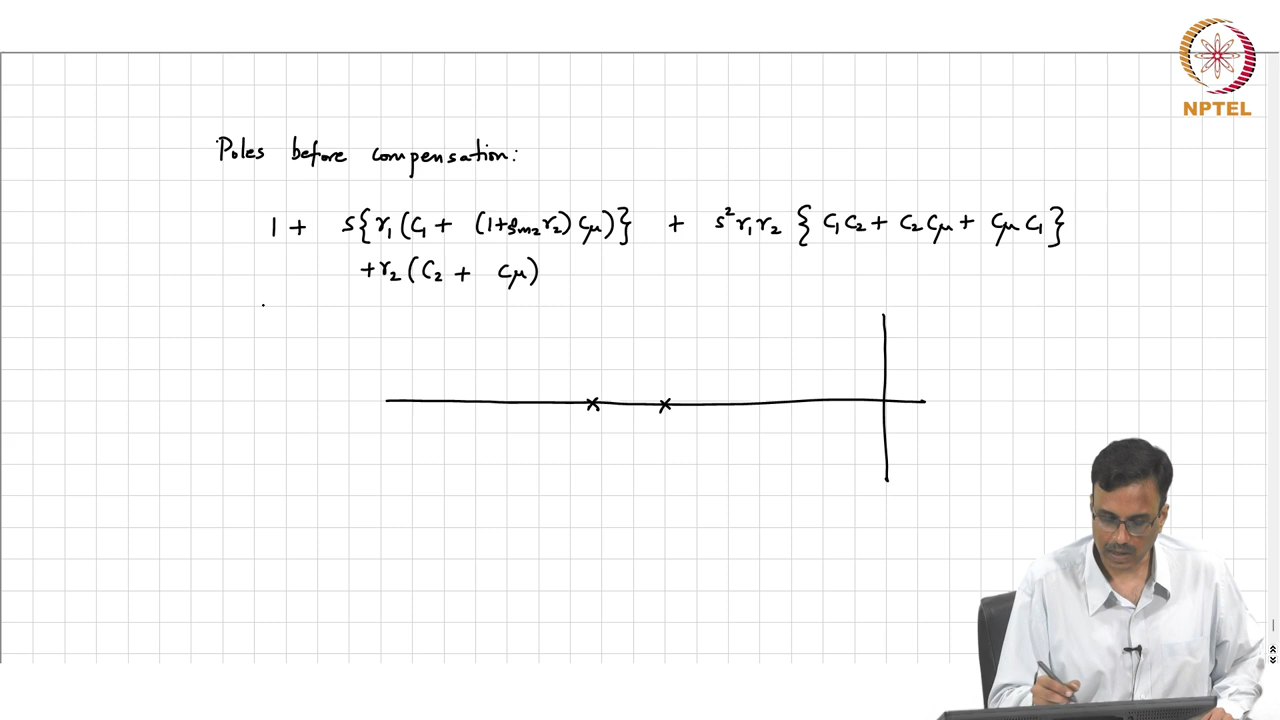 NPTEL
Poles before compensation:
1 + s{r₁(C₁ + (1+gₘ₂r₂)Cμ)} + s²r₁r₂ { C₁C₂ + C₂Cμ + CμC₁}
+r₂(C₂ + Cμ)